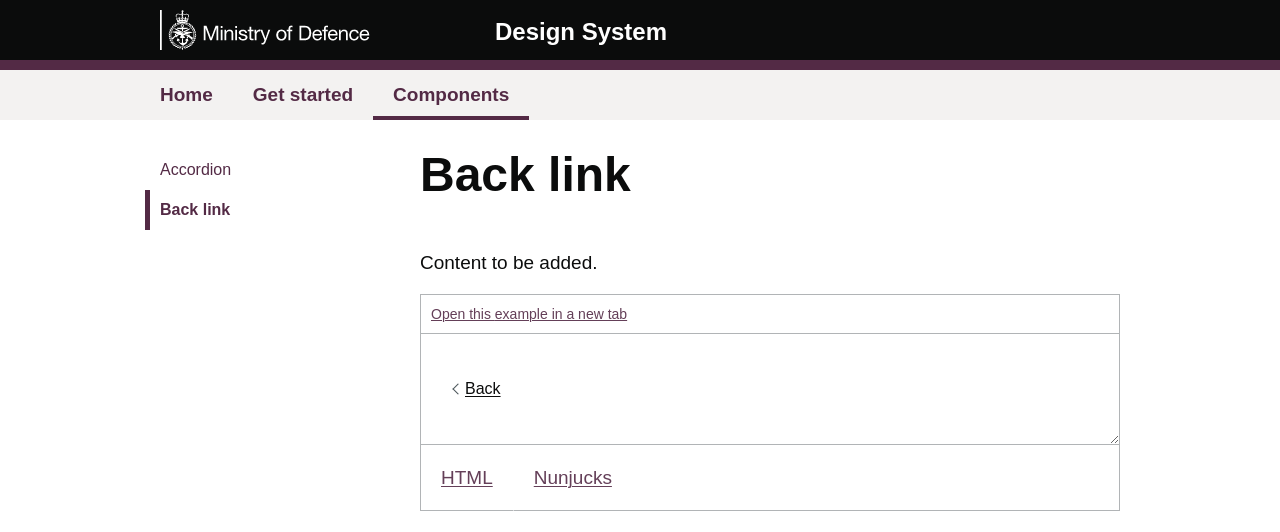 Ministry of Defence
Design System
Home
Get started
Components
Accordion
Back link
Back link
Content to be added.
Open this example in a new tab
Back
HTML
Nunjucks